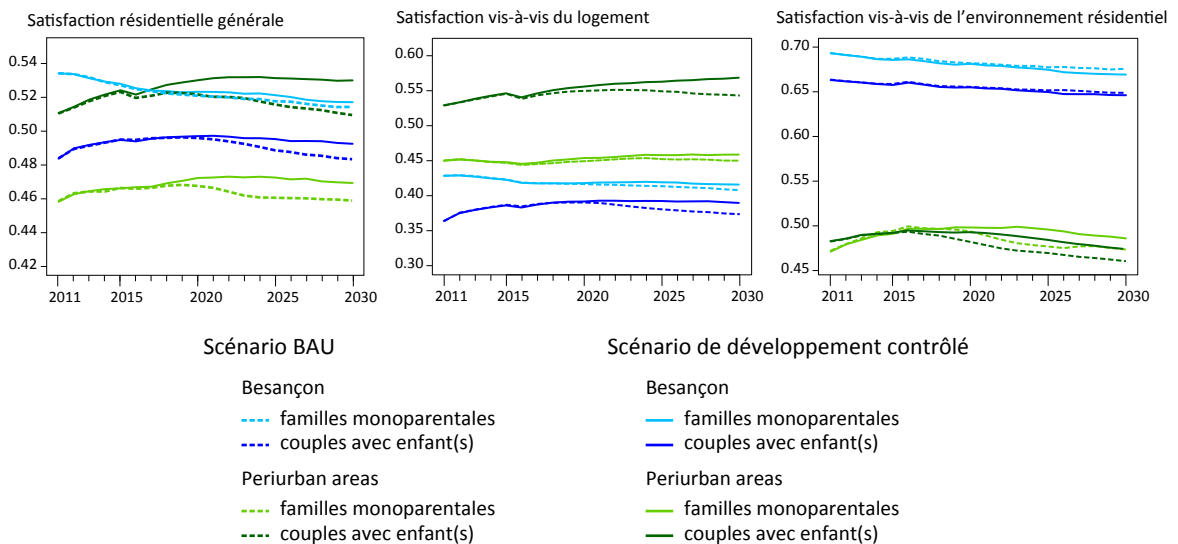 Satisfaction résidentielle générale
0.54
0.52
0.50
0.48
0.46
0.44
0.42
2011 2015 2020 2025 2030
Satisfaction vis-à-vis du logement
0.60
0.55
0.50
0.45
0.40
0.35
0.30
2011 2015 2020 2025 2030
Satisfaction vis-à-vis de l’environnement résidentiel
0.70
0.65
0.60
0.55
0.50
0.45
2011 2015 2020 2025 2030
Scénario BAU
Besançon
familles monoparentales
couples avec enfant(s)
Periurban areas
familles monoparentales
couples avec enfant(s)
Scénario de développement contrôlé
Besançon
familles monoparentales
couples avec enfant(s)
Periurban areas
familles monoparentales
couples avec enfant(s)